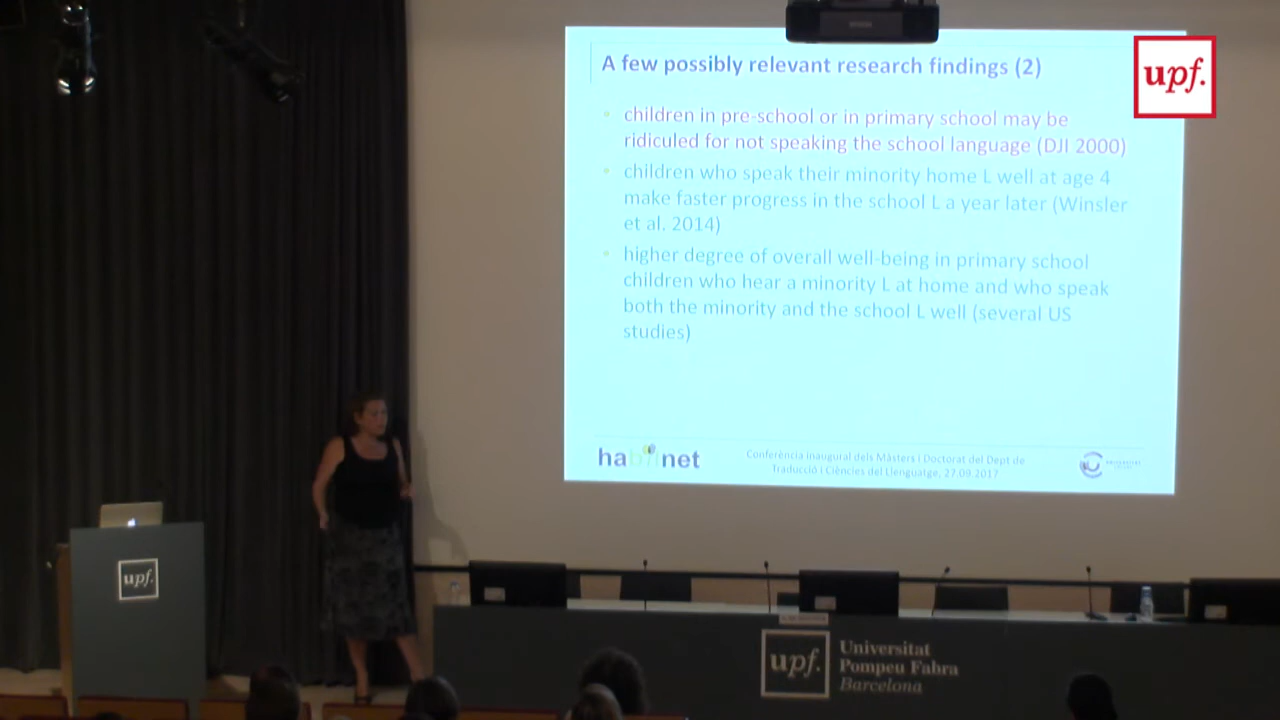 A few possibly relevant research findings (2)
children in pre-school or in primary school may be
ridiculed for not speaking the school language (DJI 2000)
children who speak their minority home L well at age 4
make faster progress in the school L a year later (Winsler
et al. 2014)
higher degree of overall well-being in primary school
children who hear a minority L at home and who speak
both the minority and the school L well (several US
studies)
Conferència inaugural dels Màsters i Doctorat del Dept de
Traducció i Ciències del Llenguatge, 27.09.2017
upf.
upf.
upf.
Universitat
Pompeu Fabra
Barcelona